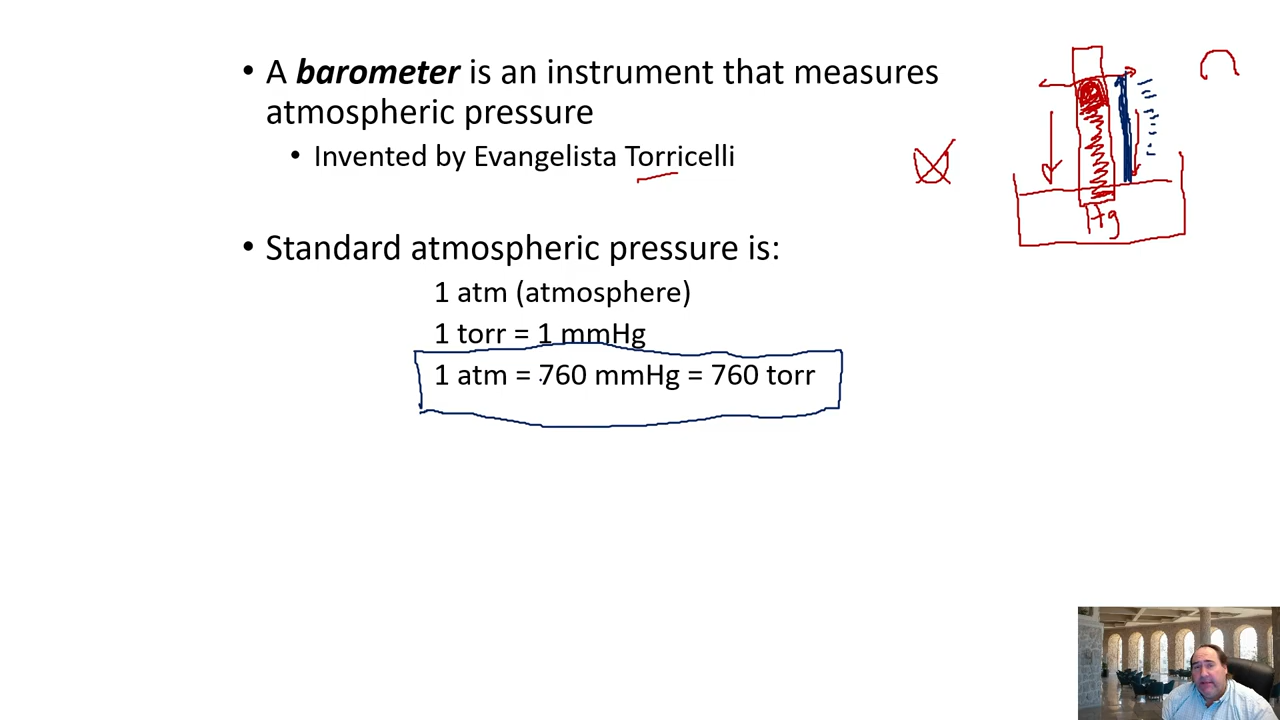 • A barometer is an instrument that measures
atmospheric pressure
• Invented by Evangelista Torricelli
Hg
• Standard atmospheric pressure is:
1 atm (atmosphere)
1 torr = 1 mmHg
1 atm = 760 mmHg = 760 torr